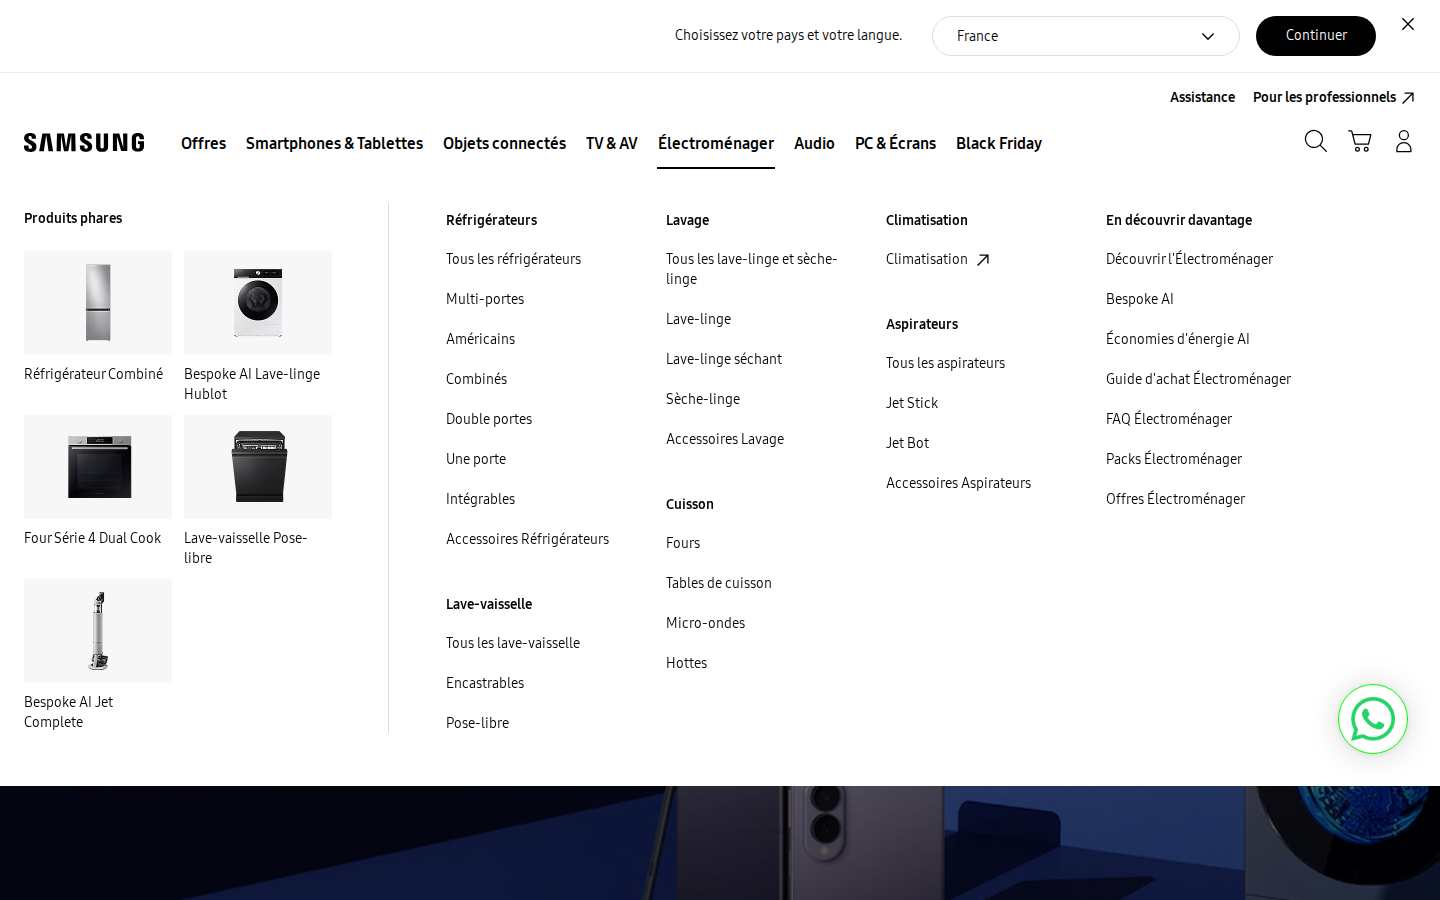 Choisissez votre pays et votre langue.
France
Continuer
Assistance
Pour les professionnels
SAMSUNG
Offres
Smartphones & Tablettes
Objets connectés
TV & AV
Électroménager
Audio
PC & Écrans
Black Friday
Produits phares
Réfrigérateur Combiné
Bespoke AI Lave-linge
Hublot
Four Série 4 Dual Cook
Lave-vaisselle Pose-
libre
Bespoke AI Jet
Complete
Réfrigérateurs
Tous les réfrigérateurs
Multi-portes
Américains
Combinés
Double portes
Une porte
Intégrables
Accessoires Réfrigérateurs
Lave-vaisselle
Tous les lave-vaisselle
Encastrables
Pose-libre
Lavage
Tous les lave-linge et sèche-
linge
Lave-linge
Lave-linge séchant
Sèche-linge
Accessoires Lavage
Cuisson
Fours
Tables de cuisson
Micro-ondes
Hottes
Climatisation
Climatisation
Aspirateurs
Tous les aspirateurs
Jet Stick
Jet Bot
Accessoires Aspirateurs
En découvrir davantage
Découvrir l'Électroménager
Bespoke AI
Économies d'énergie AI
Guide d'achat Électroménager
FAQ Électroménager
Packs Électroménager
Offres Électroménager